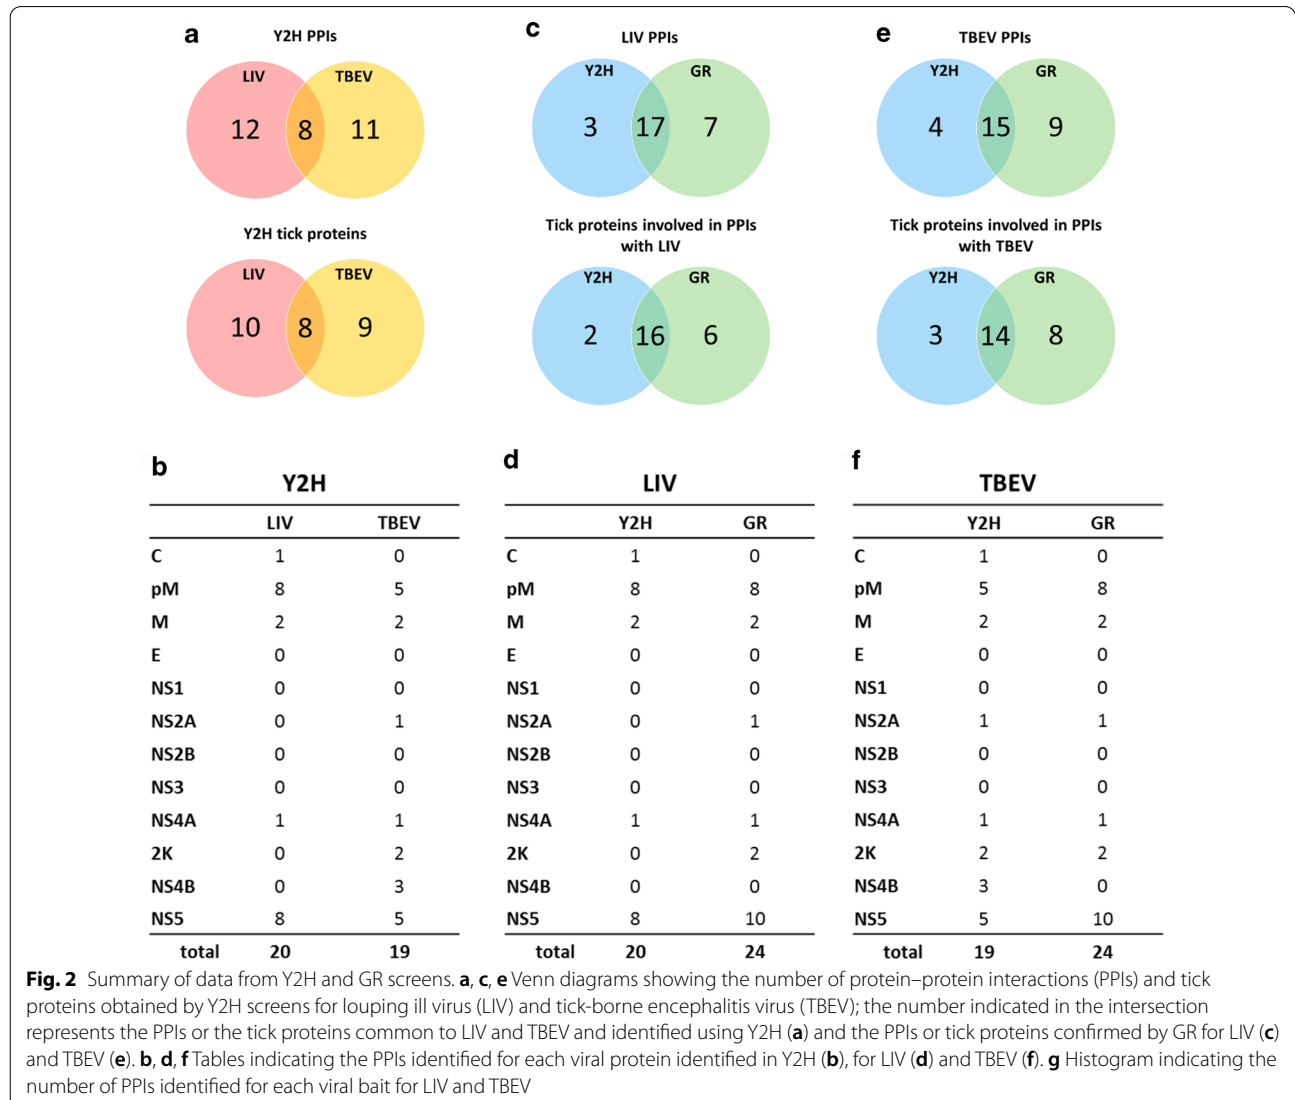 a
Y2H PPIs
LIV TBEV
12 8 11
Y2H tick proteins
LIV TBEV
10 8 9
c
LIV PPIs
Y2H GR
3 17 7
Tick proteins involved in PPIs
with LIV
Y2H GR
2 16 6
e
TBEV PPIs
Y2H GR
4 15 9
Tick proteins involved in PPIs
with TBEV
Y2H GR
3 14 8
b
Y2H
LIV TBEV
C 1 0
pM 8 5
M 2 2
E 0 0
NS1 0 0
NS2A 0 1
NS2B 0 0
NS3 0 0
NS4A 1 1
2K 0 2
NS4B 0 3
NS5 8 5
total 20 19
d
LIV
Y2H GR
C 1 0
pM 8 8
M 2 2
E 0 0
NS1 0 0
NS2A 0 1
NS2B 0 0
NS3 0 0
NS4A 1 1
2K 0 2
NS4B 0 0
NS5 8 10
total 20 24
f
TBEV
Y2H GR
C 1 0
pM 5 8
M 2 2
E 0 0
NS1 0 0
NS2A 1 1
NS2B 0 0
NS3 0 0
NS4A 1 1
2K 2 2
NS4B 3 0
NS5 5 10
total 19 24
Fig. 2 Summary of data from Y2H and GR screens. a, c, e Venn diagrams showing the number of protein–protein interactions (PPIs) and tick
proteins obtained by Y2H screens for louping ill virus (LIV) and tick-borne encephalitis virus (TBEV); the number indicated in the intersection
represents the PPIs or the tick proteins common to LIV and TBEV and identified using Y2H (a) and the PPIs or tick proteins confirmed by GR for LIV (c)
and TBEV (e). b, d, f Tables indicating the PPIs identified for each viral protein identified in Y2H (b), for LIV (d) and TBEV (f). g Histogram indicating the
number of PPIs identified for each viral bait for LIV and TBEV